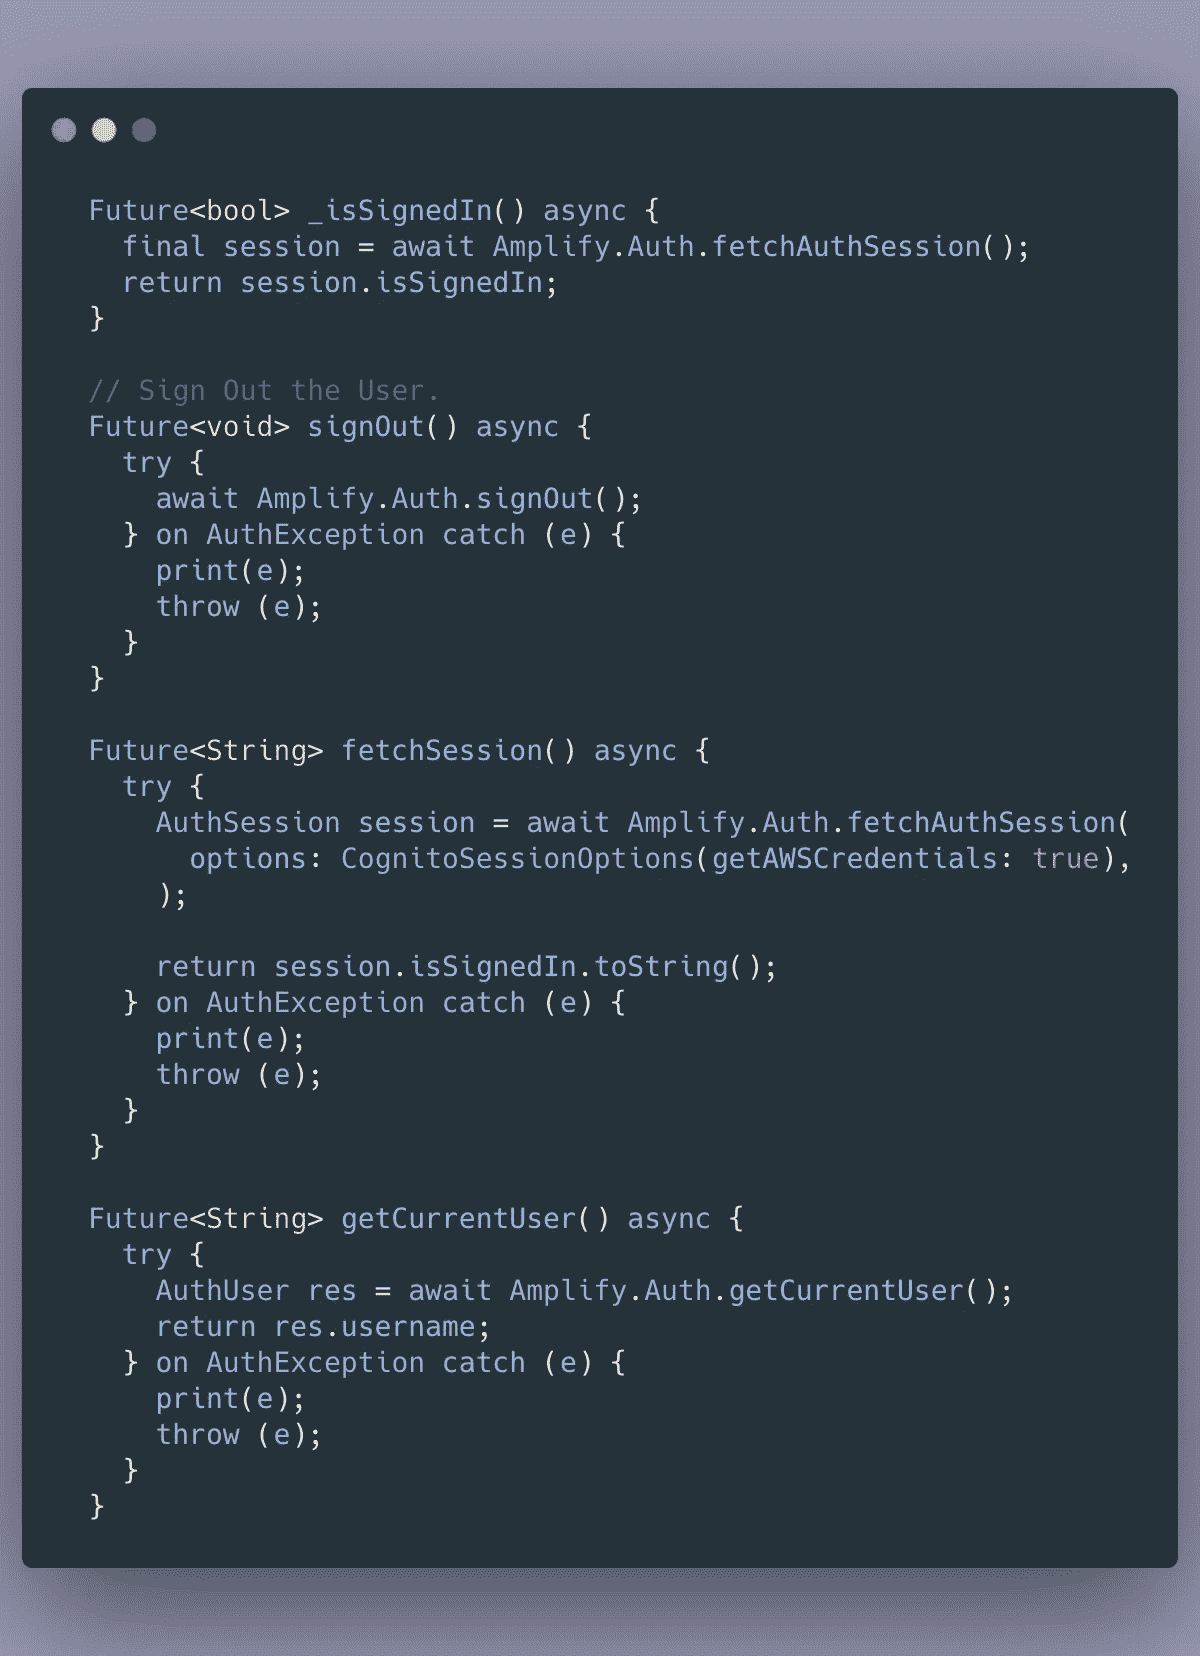 Future<bool> _isSignedIn() async {
  final session = await Amplify.Auth.fetchAuthSession();
  return session.isSignedIn;
}

// Sign Out the User.
Future<void> signOut() async {
  try {
    await Amplify.Auth.signOut();
  } on AuthException catch (e) {
    print(e);
    throw (e);
  }
}

Future<String> fetchSession() async {
  try {
    AuthSession session = await Amplify.Auth.fetchAuthSession(
      options: CognitoSessionOptions(getAWSCredentials: true),
    );

    return session.isSignedIn.toString();
  } on AuthException catch (e) {
    print(e);
    throw (e);
  }
}

Future<String> getCurrentUser() async {
  try {
    AuthUser res = await Amplify.Auth.getCurrentUser();
    return res.username;
  } on AuthException catch (e) {
    print(e);
    throw (e);
  }
}